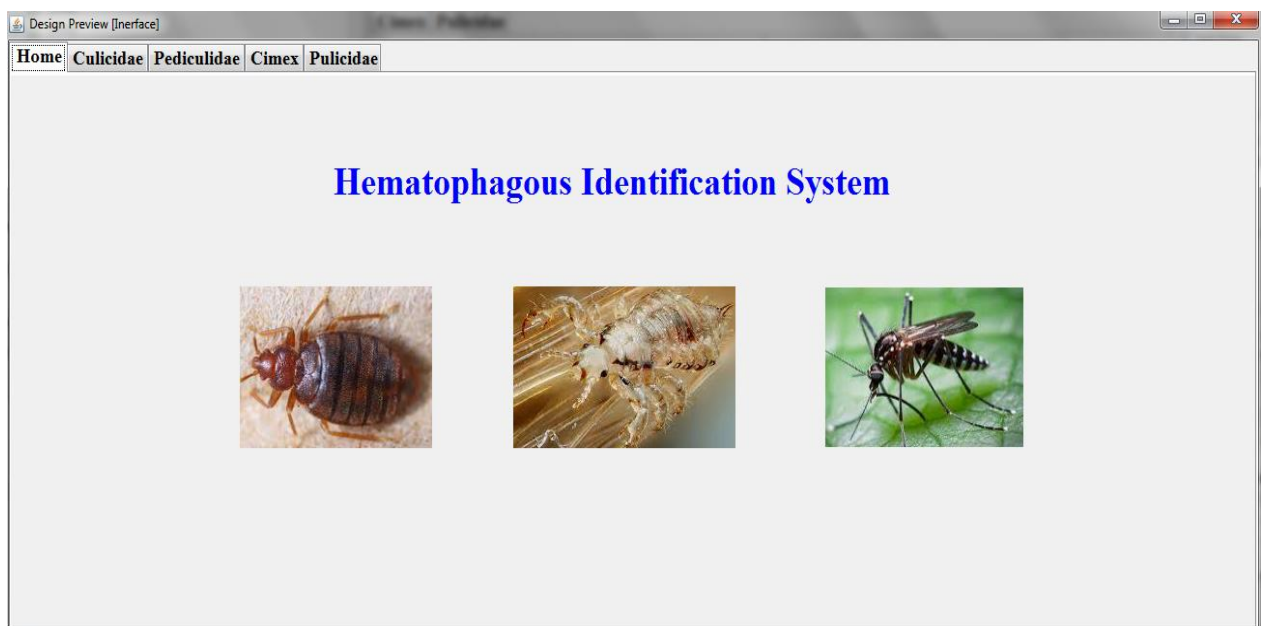 Design Preview [Inerface]
Home Culicidae Pediculidae Cimex Pulicidae
Hematophagous Identification System